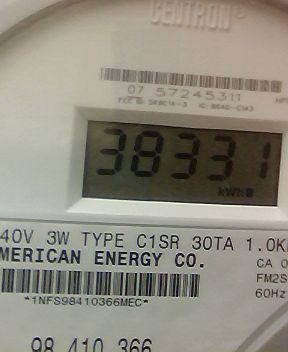 CENTRON®
07 57245311
38331
kWh
40V 3W TYPE C1SR 30TA 1.0K
MERICAN ENERGY CO.
CA 0
FM2S
*1NFS98410366MEC*
60Hz
98 410 366